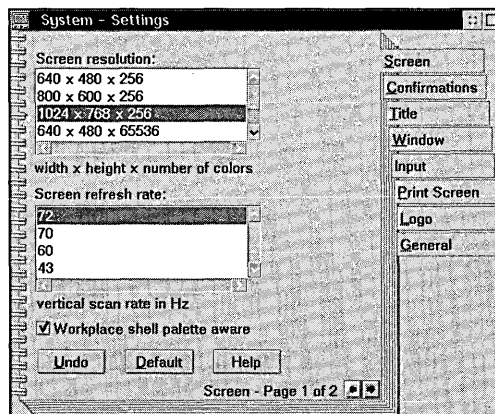 System - Settings
Screen resolution:
640 x 480 x 256
800 x 600 x 256
1024 x 768 x 256
640 x 480 x 65536
width x height x number of colors
Screen refresh rate:
72
70
60
43
vertical scan rate in Hz
Workplace shell palette aware
Undo
Default
Help
Screen - Page 1 of 2
Screen
Confirmations
Title
Window
Input
Print Screen
Logo
General